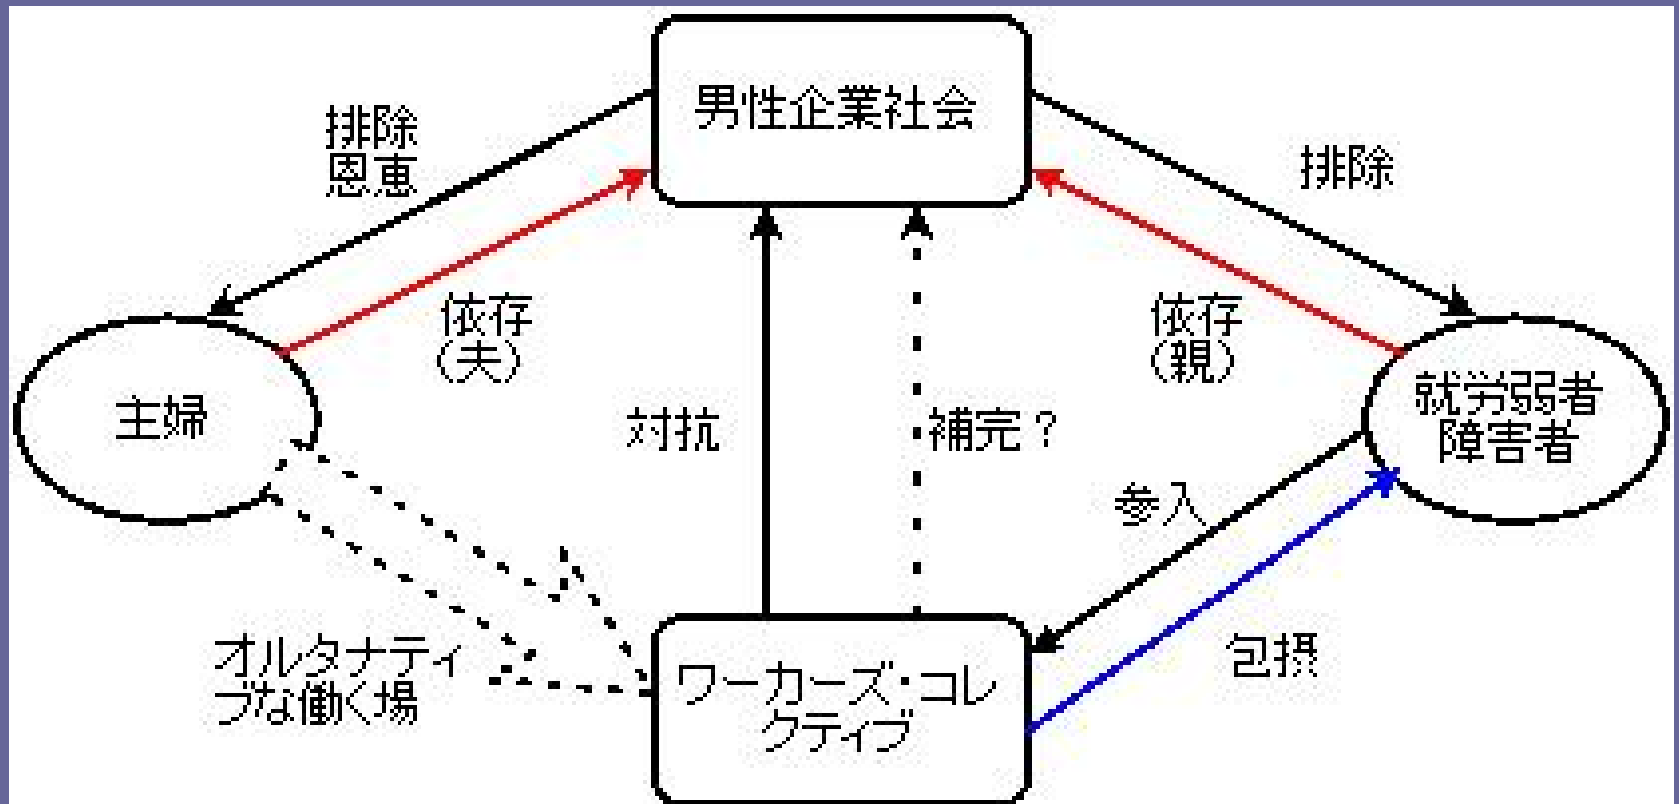 男性企業社会
排除
恩恵
排除
依存
(夫)
依存
(親)
主婦
対抗
補完？
就労弱者
障害者
参入
オルタナティ
ブな働く場
ワーカーズ・コレ
クティブ
包摂